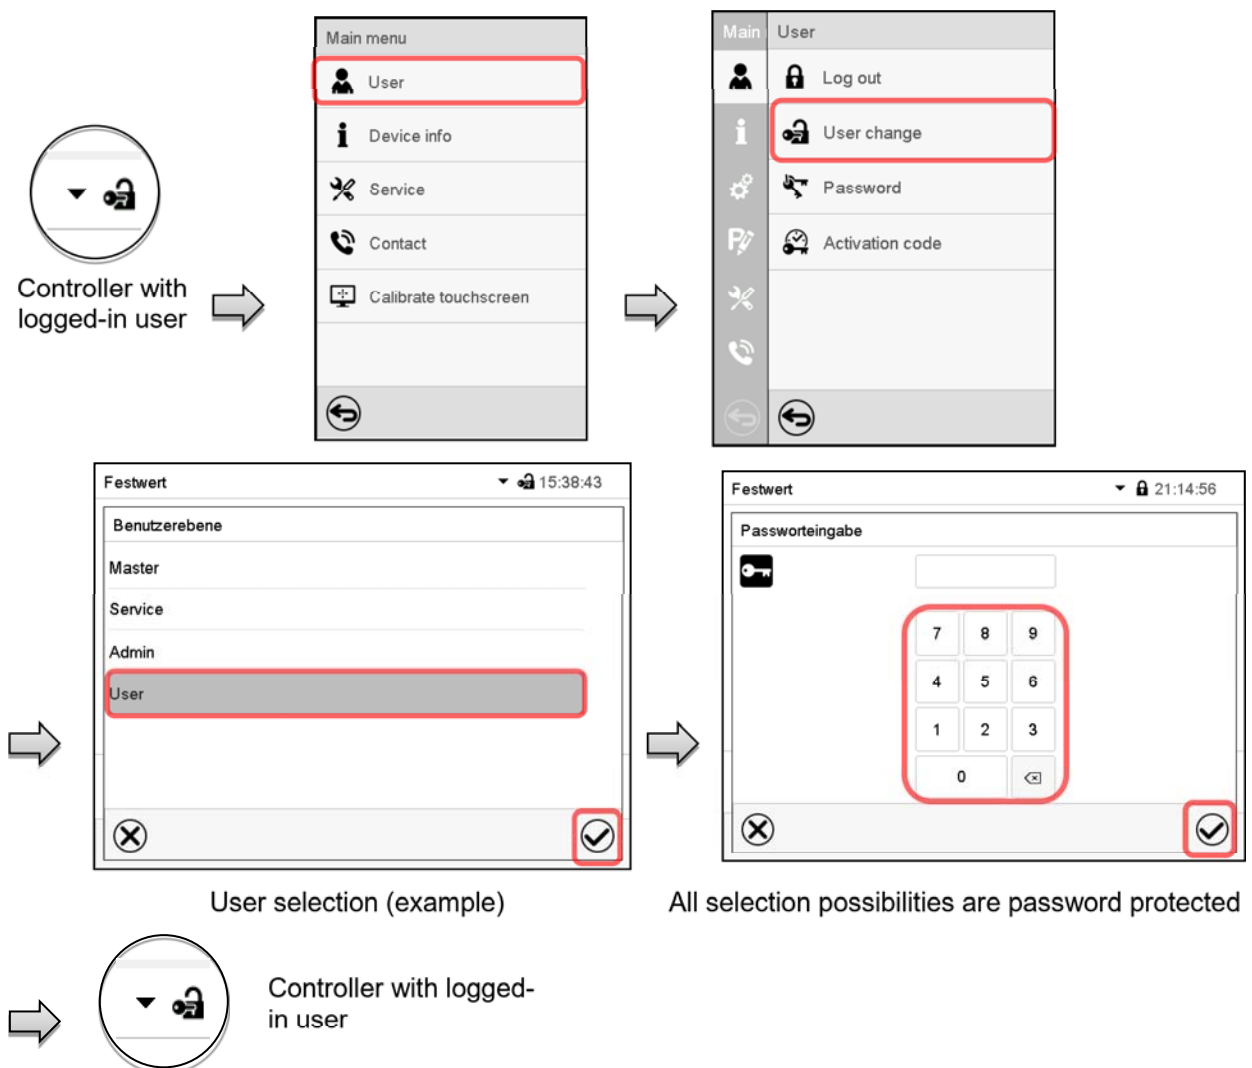 Main menu
User
Device info
Service
Contact
Calibrate touchscreen
Main
User
Log out
User change
Password
Activation code
Controller with
logged-in user
Festwert
15:38:43
Benutzerebene
Master
Service
Admin
User
User selection (example)
Festwert
21:14:56
Passworteingabe
7 8 9
4 5 6
1 2 3
0
All selection possibilities are password protected
Controller with logged-
in user